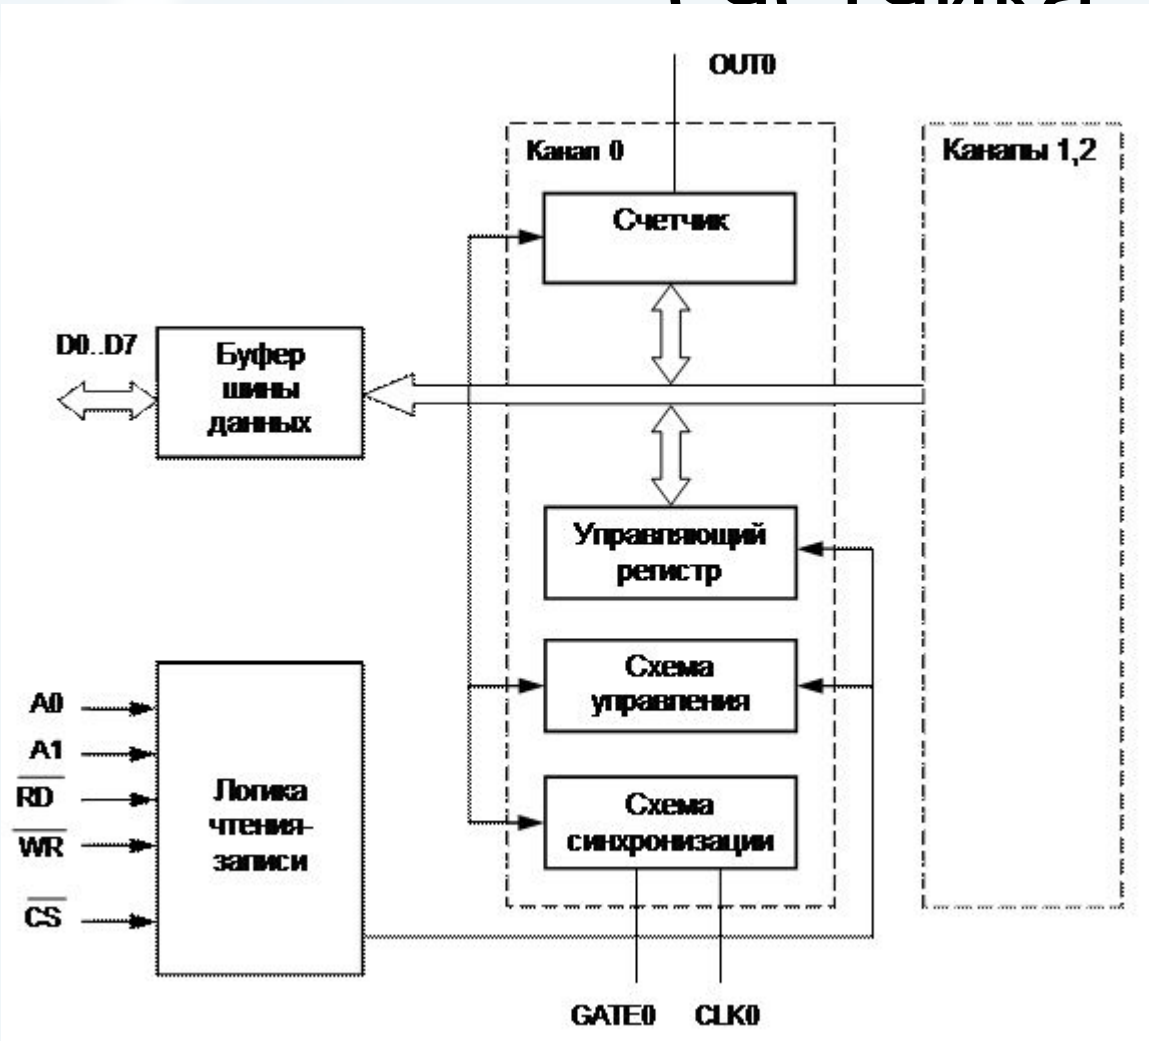 OUT0
Канал 0
Каналы 1,2
Счетчик
D0..D7
Буфер
шины
данных
Управляющий
регистр
Схема
управления
A0
A1
RD
WR
CS
Логика
чтения-
записи
Схема
синхронизации
GATE0
CLK0